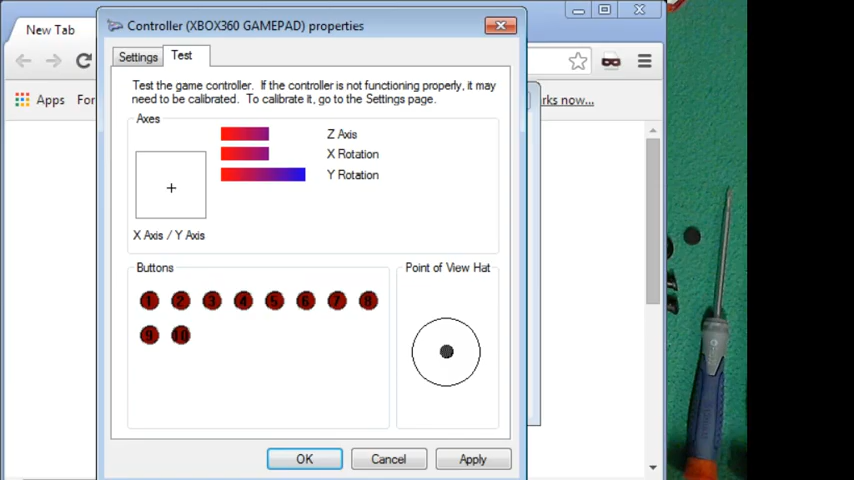 New Tab
Controller (XBOX360 GAMEPAD) properties
Settings
Test
Apps
For
rks now...
Test the game controller. If the controller is not functioning properly, it may
need to be calibrated. To calibrate it, go to the Settings page.
Axes
Z Axis
X Rotation
Y Rotation
X Axis / Y Axis
Buttons
Point of View Hat
1 2 3 4 5 6 7 8
9 10
OK
Cancel
Apply